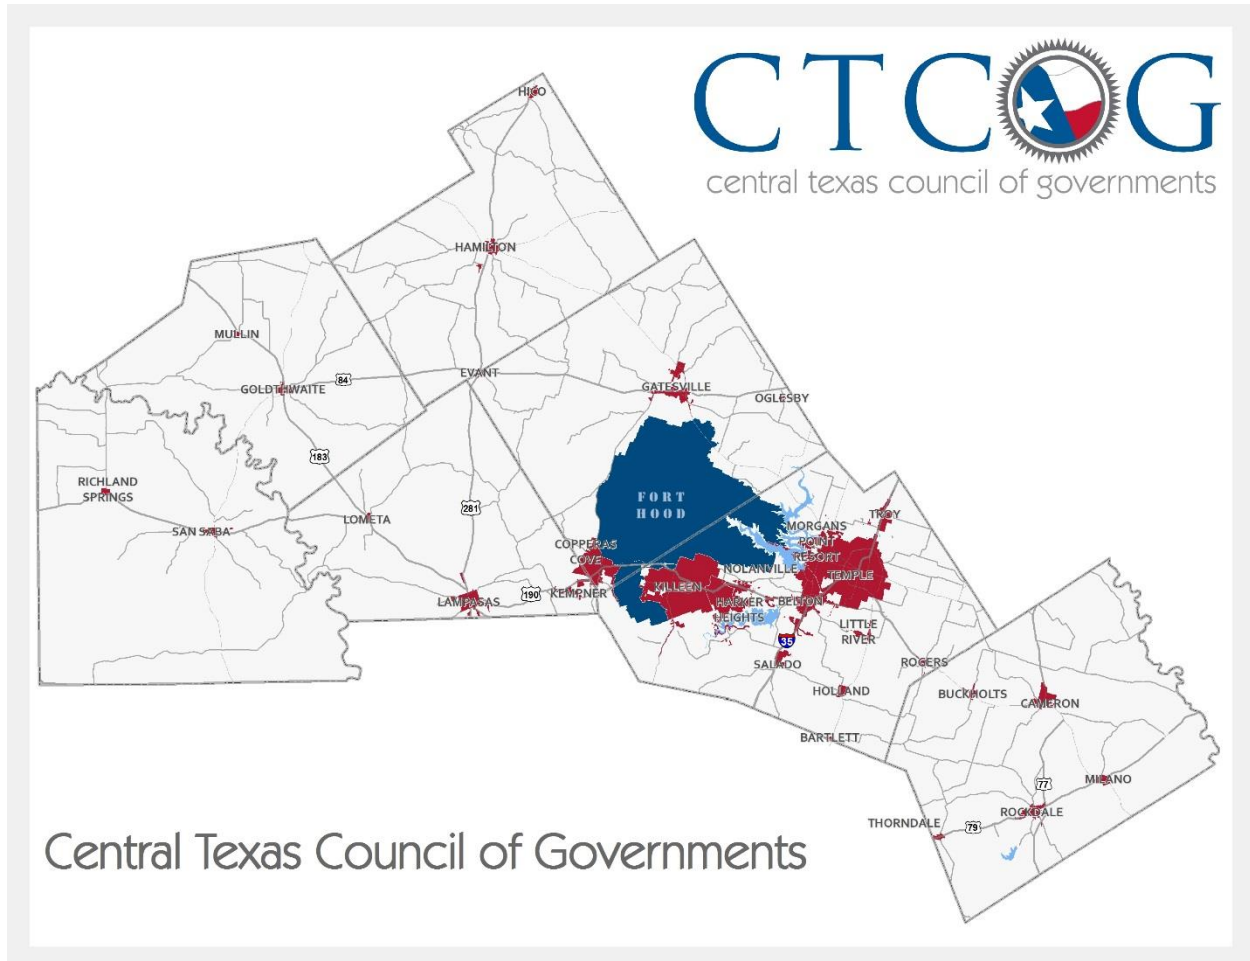 CTCOG
central texas council of governments
HICO
HAMILTON
MULLIN
GOLDTHWAITE
84
EVANT
GATESVILLE
OGLESBY
183
RICHLAND
SPRINGS
SAN SABA
LOMETA
281
FORT
HOOD
COPPERAS
COVE
MORGANS
POINT
RESORT
TROY
NOLANVILLE
TEMPLE
LAMPASAS
190
KEMPNER
KILLEEN
HARKER
HEIGHTS
BELTON
LITTLE
RIVER
35
SALADO
ROGERS
HOLLAND
BUCKHOLTS
CAMERON
BARTLETT
77
MILANO
THORNDALE
79
ROCKDALE
Central Texas Council of Governments